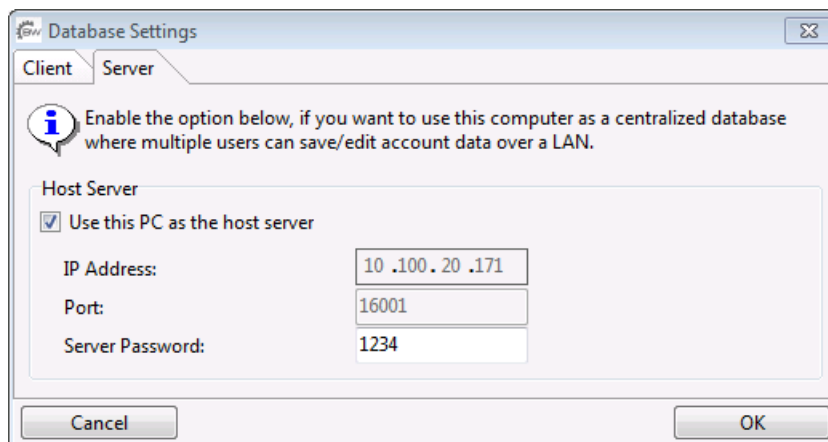 Database Settings
Client Server
Enable the option below, if you want to use this computer as a centralized database
where multiple users can save/edit account data over a LAN.
Host Server
Use this PC as the host server
IP Address: 10 .100 . 20 .171
Port: 16001
Server Password: 1234
Cancel OK